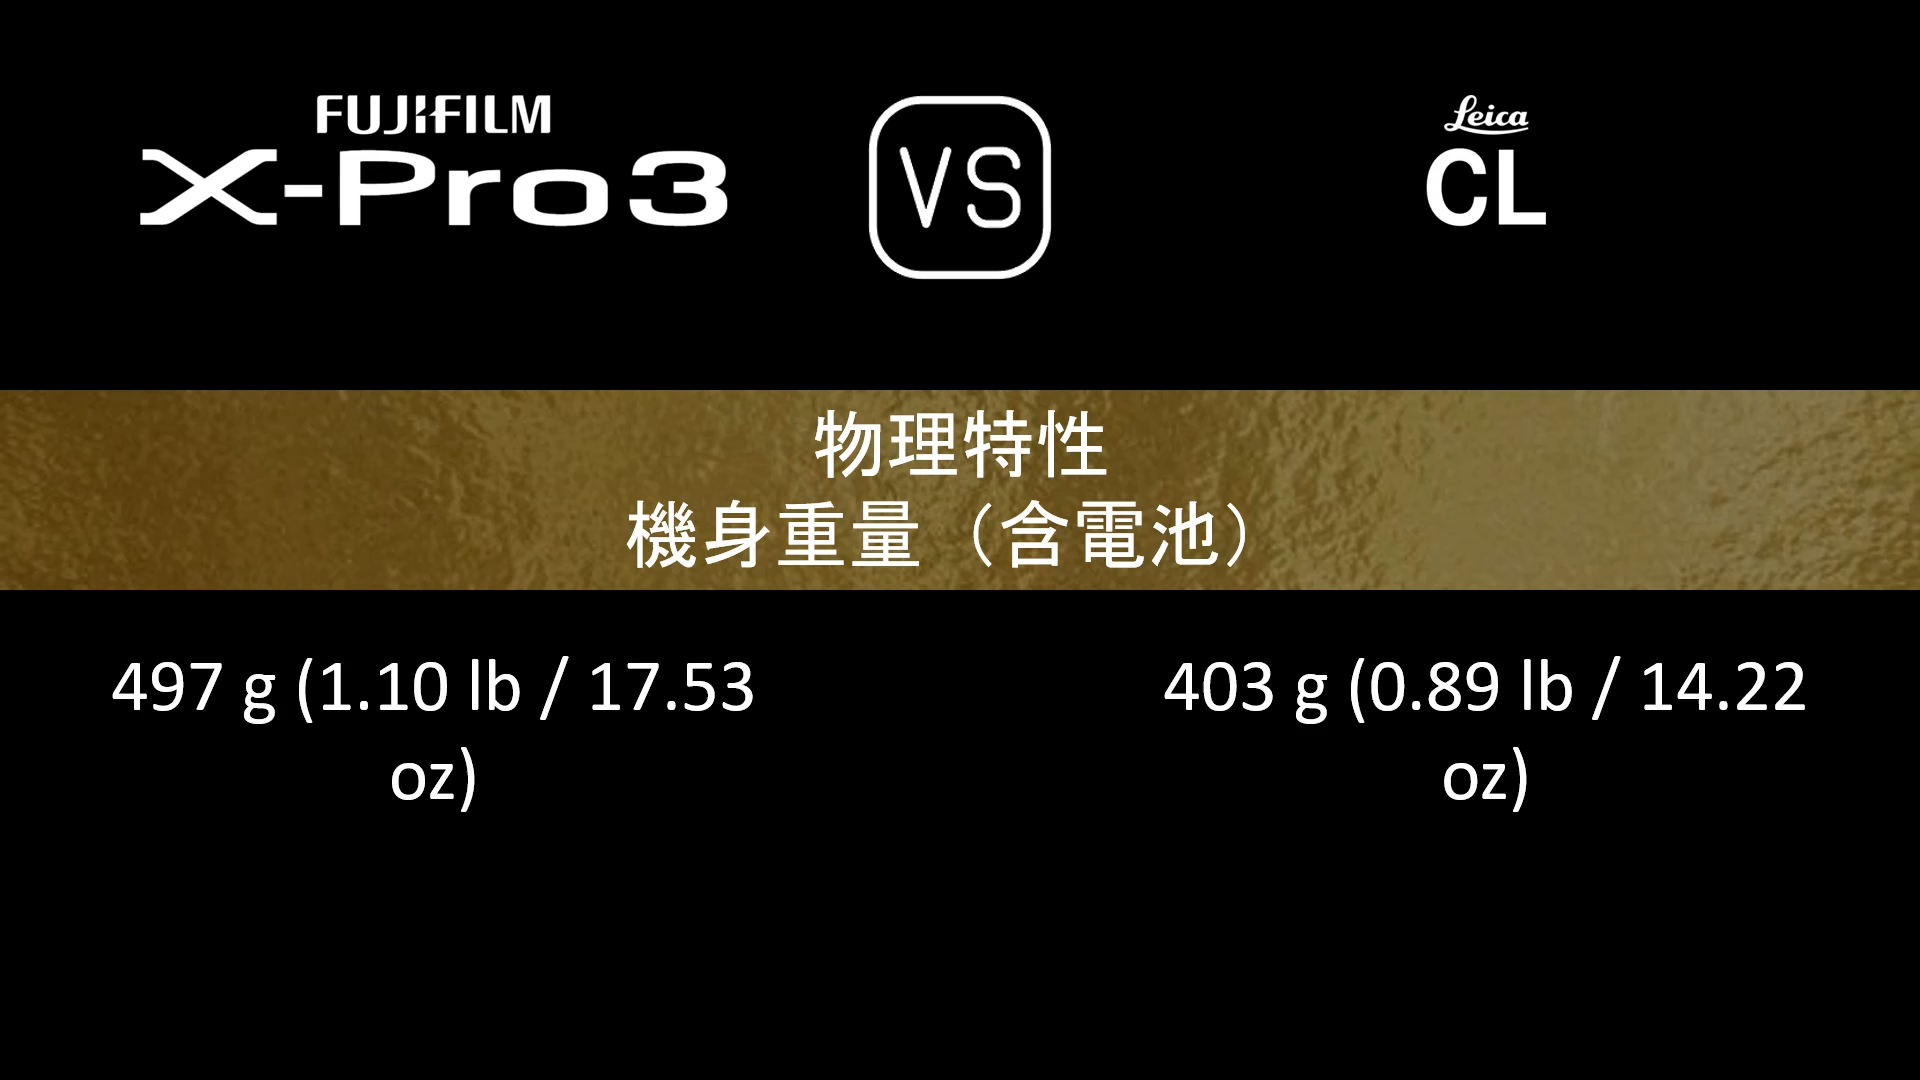 FUJIFILM
X-Pro3
VS
Leica
CL
物理特性
機身重量（含電池）
497 g (1.10 lb / 17.53
oz)
403 g (0.89 lb / 14.22
oz)